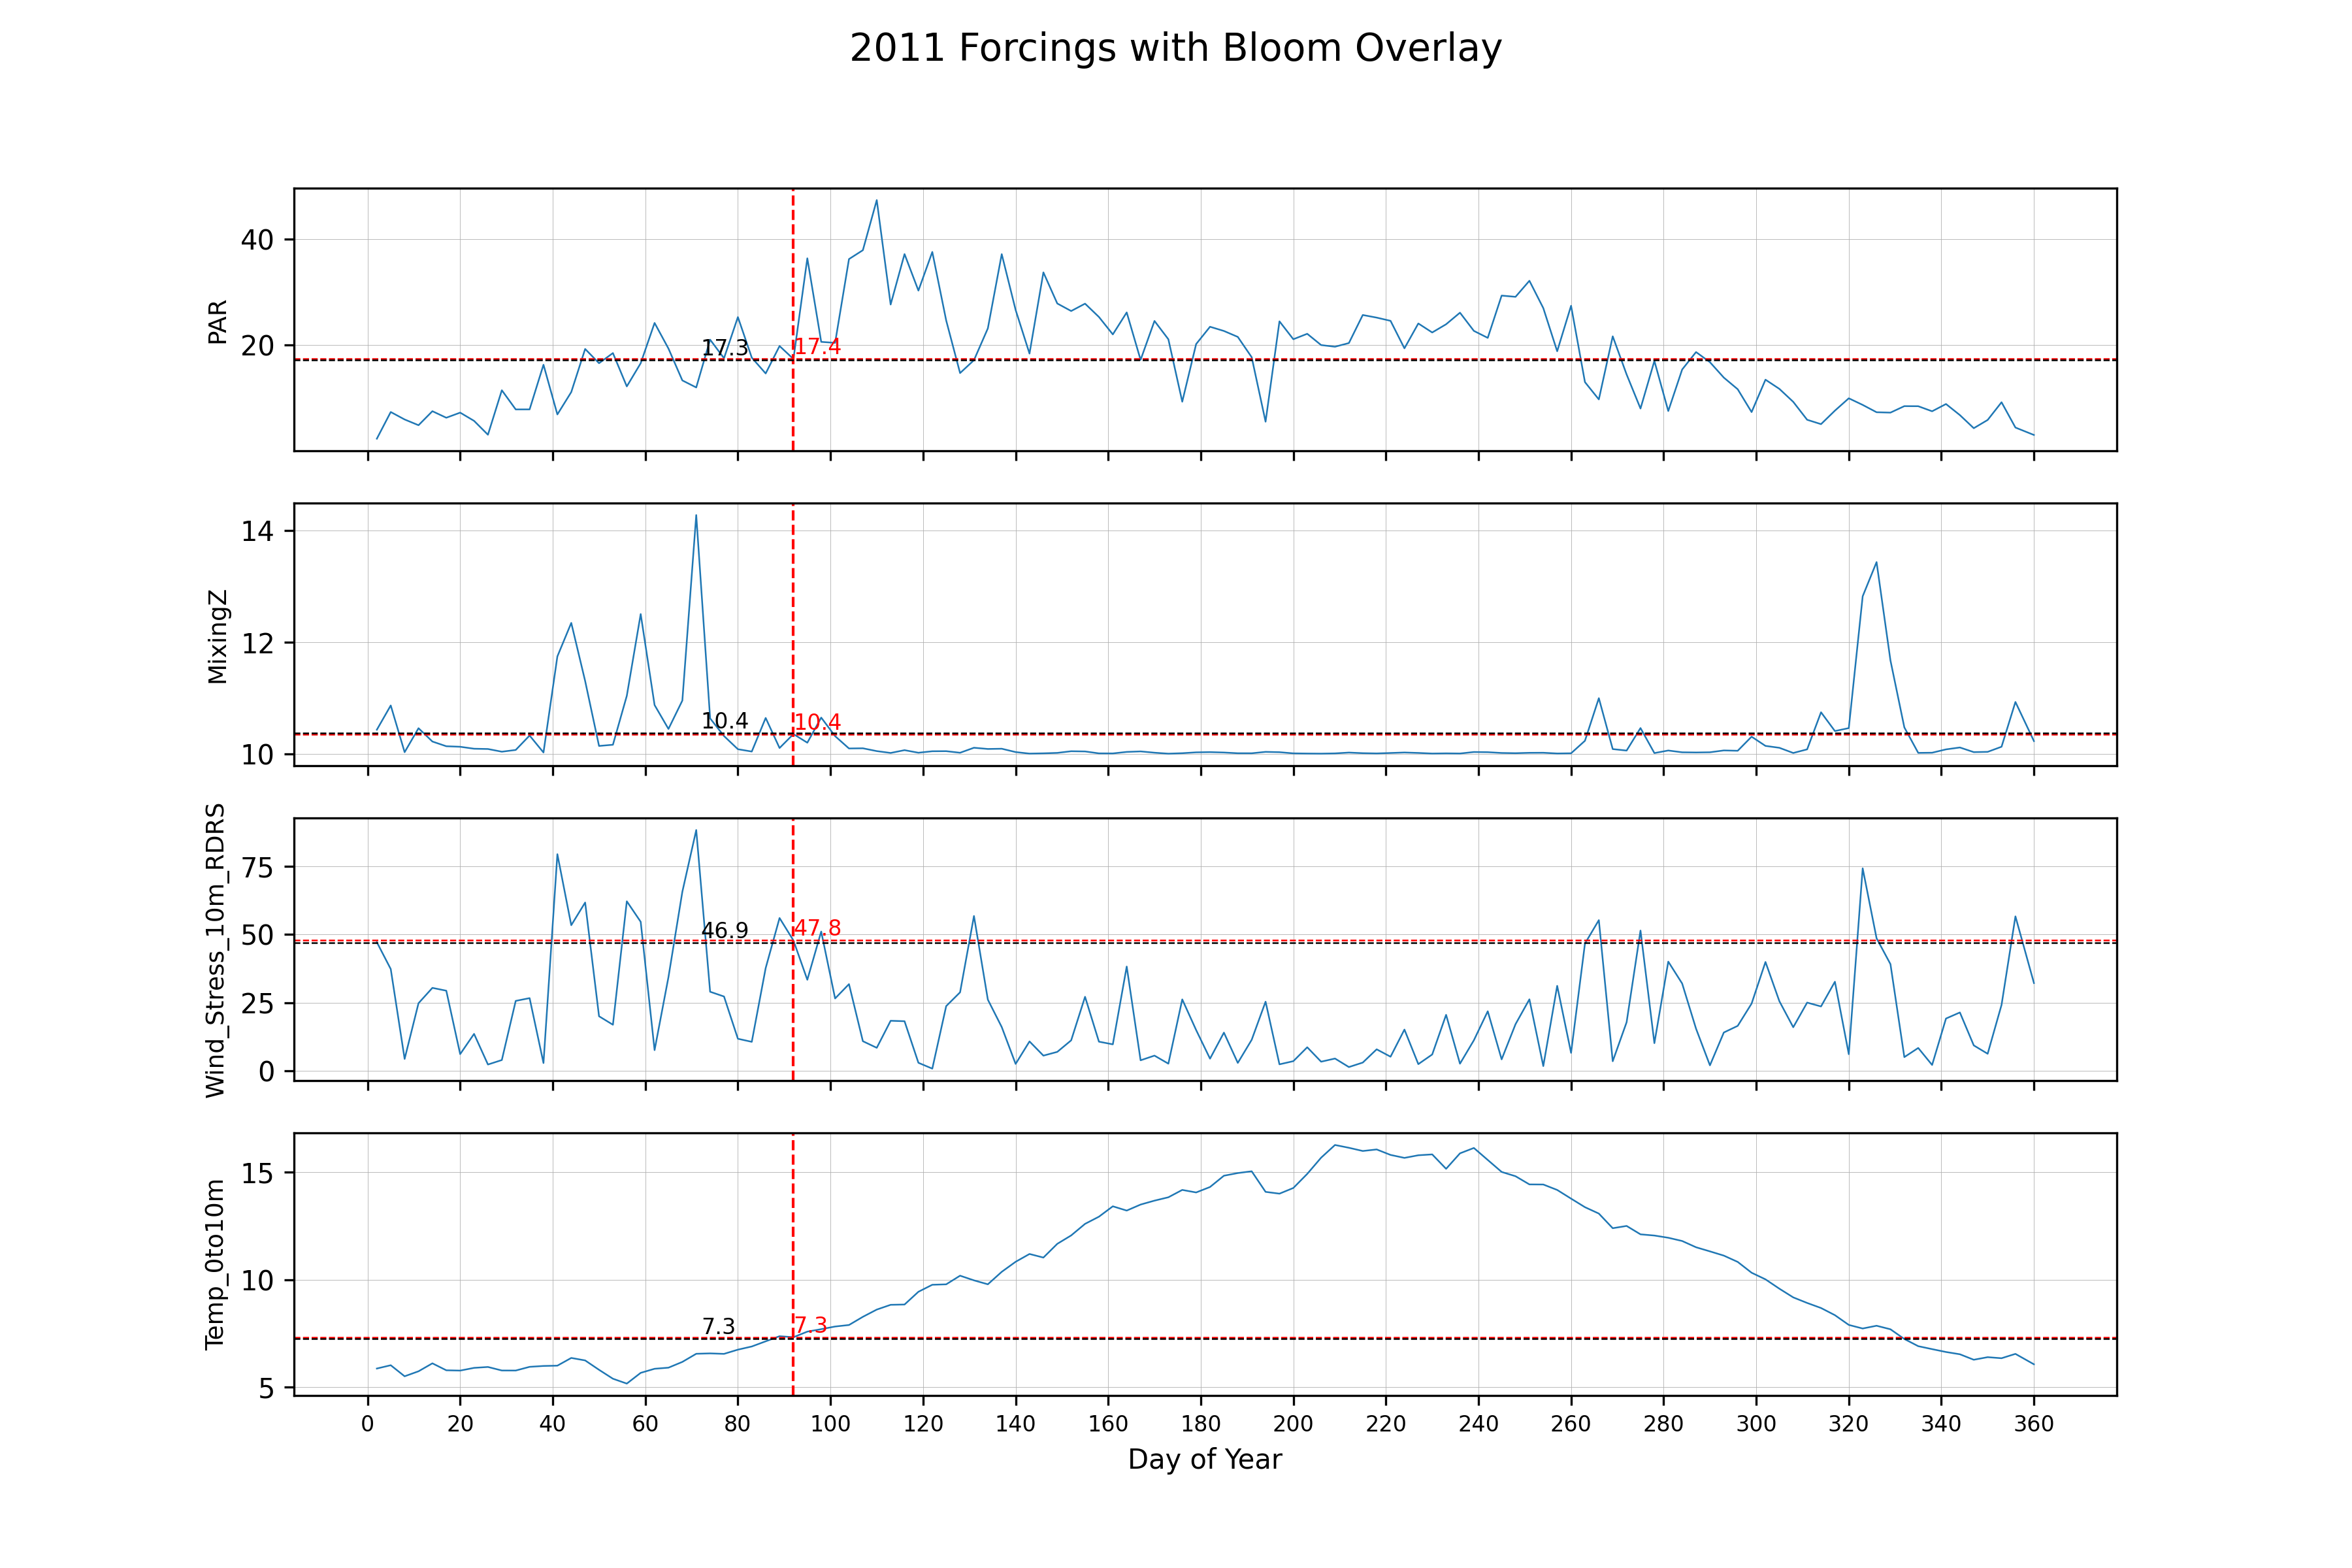 2011 Forcings with Bloom Overlay
40
20
PAR
17.3
17.4
14
12
10
MixingZ
10.4
10.4
75
50
25
0
Wind_Stress_10m_RDRS
46.9
47.8
15
10
5
Temp_0to10m
7.3
7.3
0 20 40 60 80 100 120 140 160 180 200 220 240 260 280 300 320 340 360
Day of Year